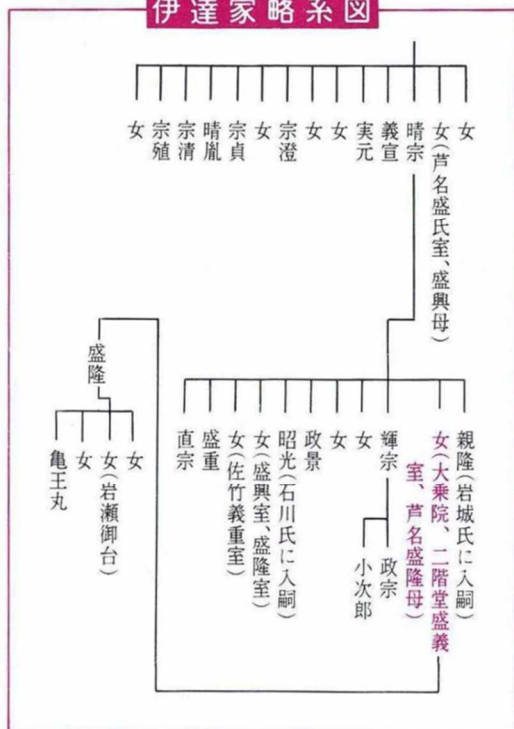 伊達家略系図
女
女(芦名盛氏室、盛興母)
晴宗
義宣
実元
女
女
宗澄
女
宗貞
晴胤
宗清
宗殖
女
親隆(岩城氏に入嗣)
女(大乗院、二階堂盛義
室、芦名盛隆母)
輝宗
政宗
小次郎
女
女
政景
昭光(石川氏に入嗣)
女(盛興室、盛隆室)
女(佐竹義重室)
盛重
直宗
盛隆
女
女(岩瀬御台)
女
亀王丸